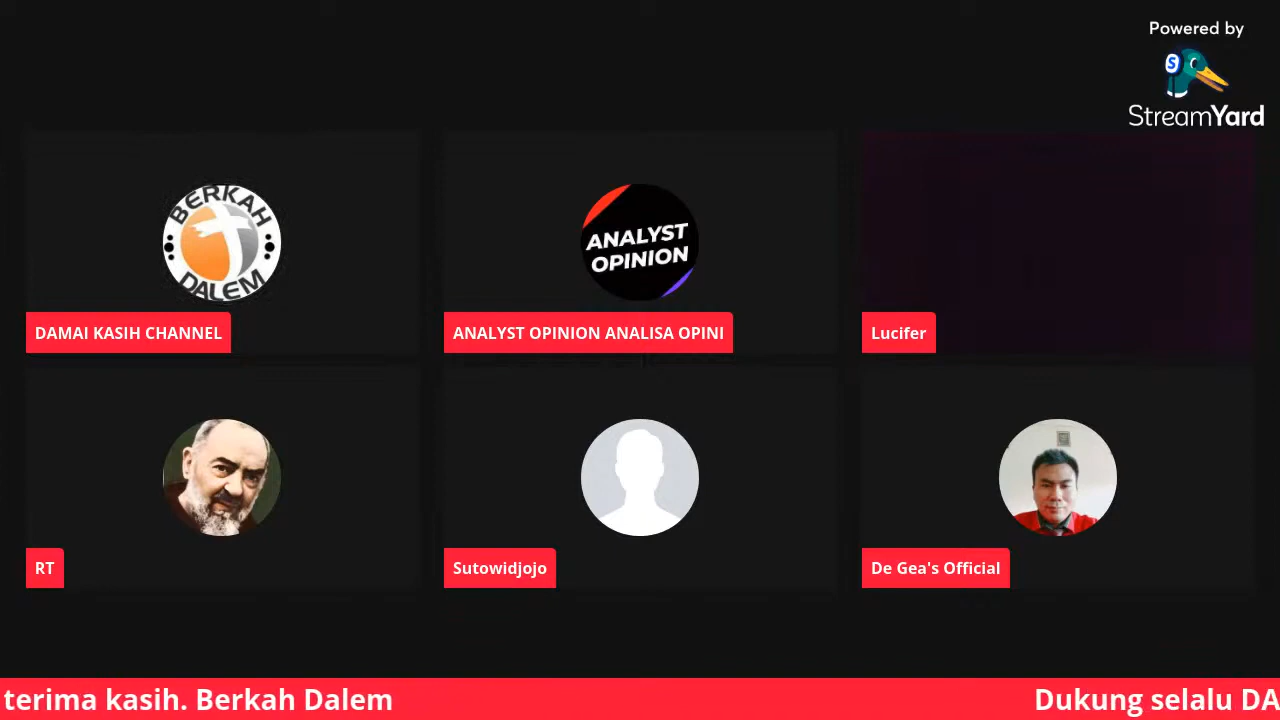 Powered by
S
StreamYard
BERKAH
DALEM
ANALYST
OPINION
DAMAI KASIH CHANNEL
ANALYST OPINION ANALISA OPINI
Lucifer
RT
Sutowidjojo
De Gea's Official
terima kasih. Berkah Dalem
Dukung selalu DA